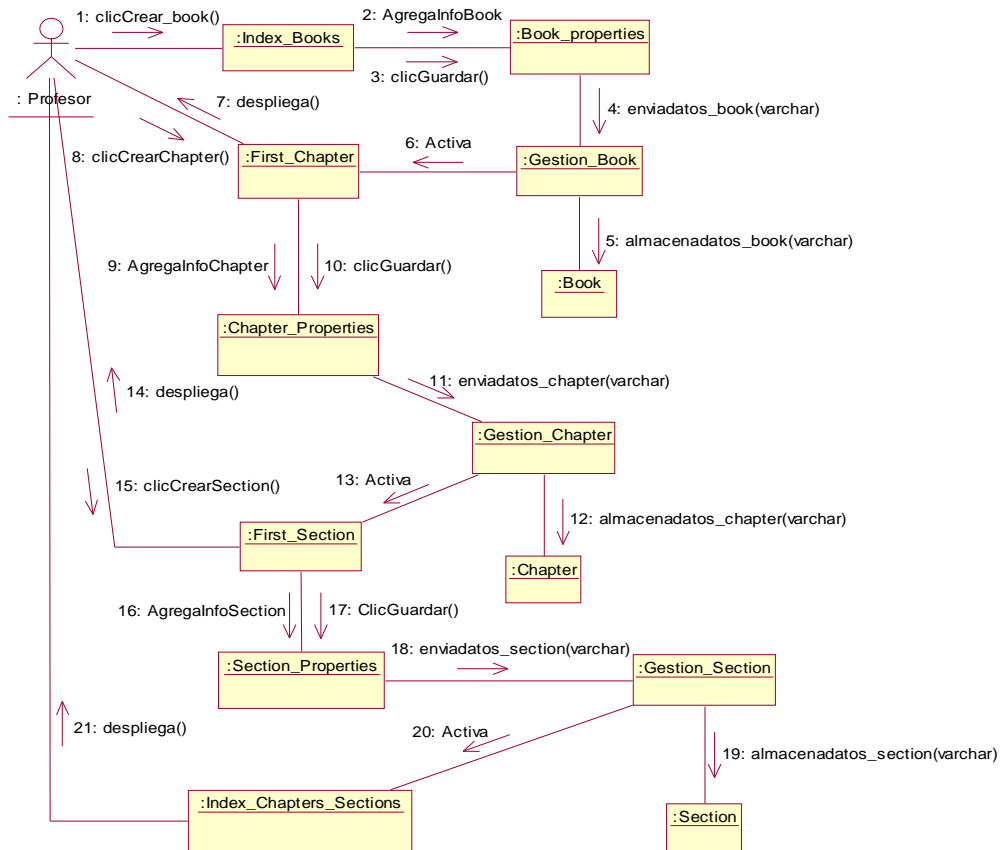 1: clicCrear_book()
2: AgregaInfoBook
:Index_Books
:Book_properties
3: clicGuardar()
: Profesor
7: despliega()
4: enviadatos_book(varchar)
8: clicCrearChapter()
6: Activa
:First_Chapter
:Gestion_Book
5: almacenadatos_book(varchar)
9: AgregaInfoChapter
10: clicGuardar()
:Book
:Chapter_Properties
11: enviadatos_chapter(varchar)
14: despliega()
:Gestion_Chapter
13: Activa
15: clicCrearSection()
12: almacenadatos_chapter(varchar)
:First_Section
:Chapter
16: AgregaInfoSection
17: ClicGuardar()
18: enviadatos_section(varchar)
:Section_Properties
:Gestion_Section
21: despliega()
20: Activa
19: almacenadatos_section(varchar)
:Index_Chapters_Sections
:Section